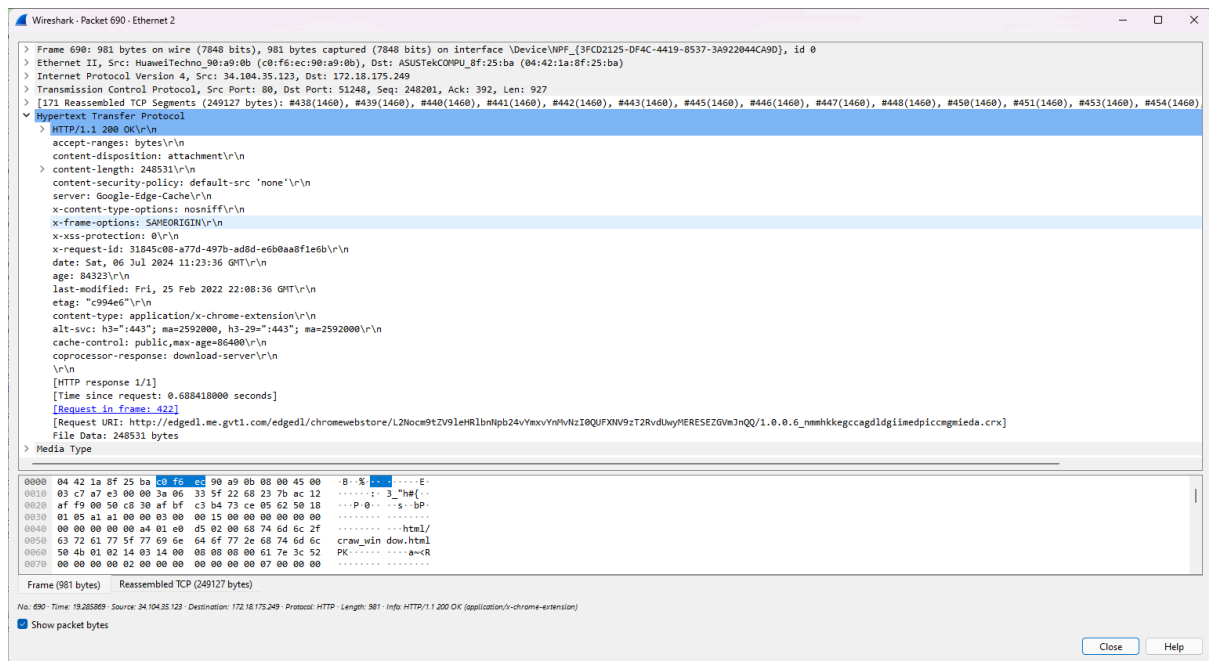 Wireshark · Packet 690 · Ethernet 2
> Frame 690: 981 bytes on wire (7848 bits), 981 bytes captured (7848 bits) on interface \Device\NPF_{3FCD2125-DF4C-4419-8537-3A922044CA9D}, id 0
> Ethernet II, Src: HuaweiTechno_90:a9:0b (c0:f6:ec:90:a9:0b), Dst: ASUSTekCOMPU_8f:25:ba (04:42:1a:8f:25:ba)
> Internet Protocol Version 4, Src: 34.104.35.123, Dst: 172.18.175.249
> Transmission Control Protocol, Src Port: 80, Dst Port: 51248, Seq: 248201, Ack: 392, Len: 927
> [171 Reassembled TCP Segments (249127 bytes): #438(1460), #439(1460), #440(1460), #441(1460), #442(1460), #443(1460), #445(1460), #446(1460), #447(1460), #448(1460), #450(1460), #451(1460), #453(1460), #454(1460),
Hypertext Transfer Protocol
> HTTP/1.1 200 OK\r\n
accept-ranges: bytes\r\n
content-disposition: attachment\r\n
> content-length: 248531\r\n
content-security-policy: default-src 'none'\r\n
server: Google-Edge-Cache\r\n
x-content-type-options: nosniff\r\n
x-frame-options: SAMEORIGIN\r\n
x-xss-protection: 0\r\n
x-request-id: 31845c08-a77d-497b-ad8d-e6b0aa8f1e6b\r\n
date: Sat, 06 Jul 2024 11:23:36 GMT\r\n
age: 84323\r\n
last-modified: Fri, 25 Feb 2022 22:08:36 GMT\r\n
etag: "c994e6"\r\n
content-type: application/x-chrome-extension\r\n
alt-svc: h3=":443"; ma=2592000, h3-29=":443"; ma=2592000\r\n
cache-control: public,max-age=86400\r\n
coprocessor-response: download-server\r\n
\r\n
[HTTP response 1/1]
[Time since request: 0.688418000 seconds]
[Request in frame: 422]
[Request URI: http://edgedl.me.gvt1.com/edgedl/chromewebstore/L2Nocm9tZV9leHRlbnNpb24vYmxvYnMvNzI0QUFXNV9zT2RvdUwyMERESEZGVmJnQQ/1.0.0.6_nmmhkkegccagdldgiimedpiccmgmieda.crx]
File Data: 248531 bytes
> Media Type
0000 04 42 1a 8f 25 ba c0 f6 ec 90 a9 0b 08 00 45 00 ·B··%··· ······E·
0010 03 c7 a7 e3 00 00 3a 06 33 5f 22 68 23 7b ac 12 ······:· 3_"h#{··
0020 af f9 00 50 c8 30 af bf c3 b4 73 ce 05 62 50 18 ···P·0·· ··s··bP·
0030 01 05 a1 a1 00 00 03 00 00 15 00 00 00 00 00 00 ········ ········
0040 00 00 00 00 00 a4 01 e0 d5 02 00 68 74 6d 6c 2f ········ ···html/
0050 63 72 61 77 5f 77 69 6e 64 6f 77 2e 68 74 6d 6c craw_win dow.html
0060 50 4b 01 02 14 03 14 00 08 08 08 00 61 7e 3c 52 PK······ ····a~<R
0070 00 00 00 00 02 00 00 00 00 00 00 00 07 00 00 00 ········ ········
Frame (981 bytes) Reassembled TCP (249127 bytes)
No.: 690 · Time: 19.285869 · Source: 34.104.35.123 · Destination: 172.18.175.249 · Protocol: HTTP · Length: 981 · Info: HTTP/1.1 200 OK (application/x-chrome-extension)
Show packet bytes
Close Help